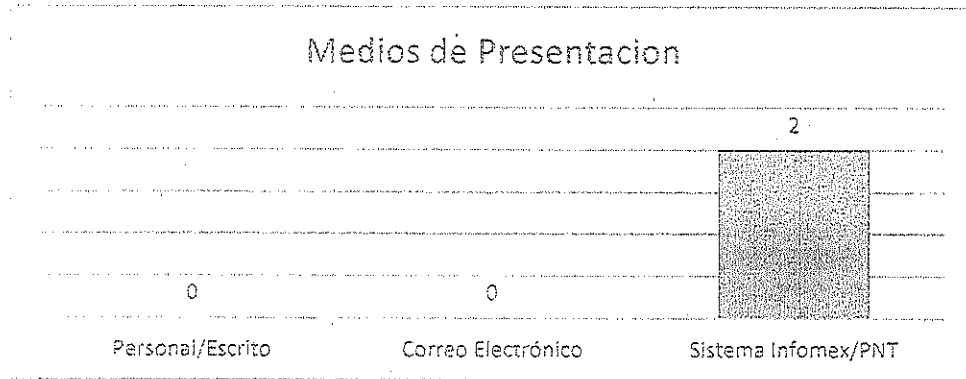 Medios de Presentacion
2
0 0
Personal/Escrito Correo Electrónico Sistema Infomex/PNT